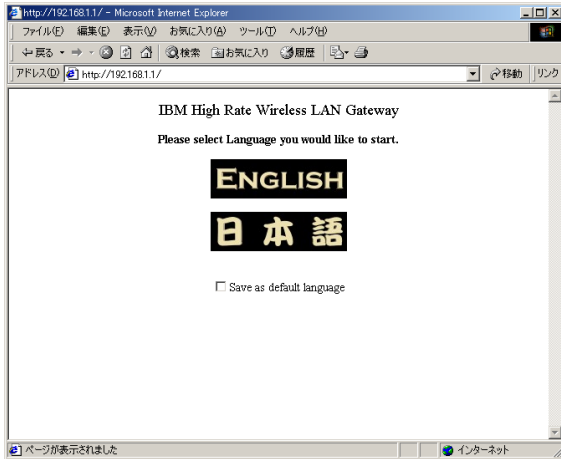 http://192.168.1.1/ - Microsoft Internet Explorer
ファイル(F) 編集(E) 表示(V) お気に入り(A) ツール(T) ヘルプ(H)
戻る 検索 お気に入り 履歴
アドレス(D) http://192.168.1.1/ 移動 リンク
IBM High Rate Wireless LAN Gateway
Please select Language you would like to start.
ENGLISH
日本語
Save as default language
ページが表示されました インターネット